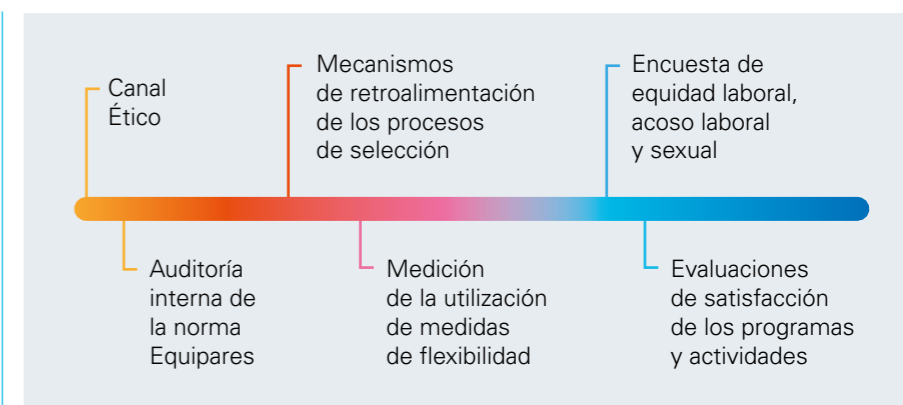 Canal
Ético
Mecanismos
de retroalimentación
de los procesos
de selección
Encuesta de
equidad laboral,
acoso laboral
y sexual
Auditoría
interna de
la norma
Equipares
Medición
de la utilización
de medidas
de flexibilidad
Evaluaciones
de satisfacción
de los programas
y actividades